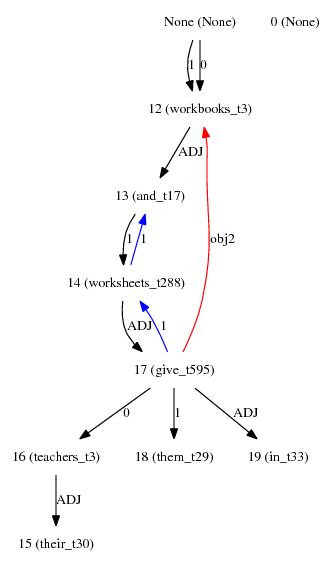 None (None) 0 (None)
1 0
12 (workbooks_t3)
ADJ
13 (and_t17)
1 1 obj2
14 (worksheets_t288)
ADJ 1
17 (give_t595)
0 1 ADJ
16 (teachers_t3) 18 (them_t29) 19 (in_t33)
ADJ
15 (their_t30)